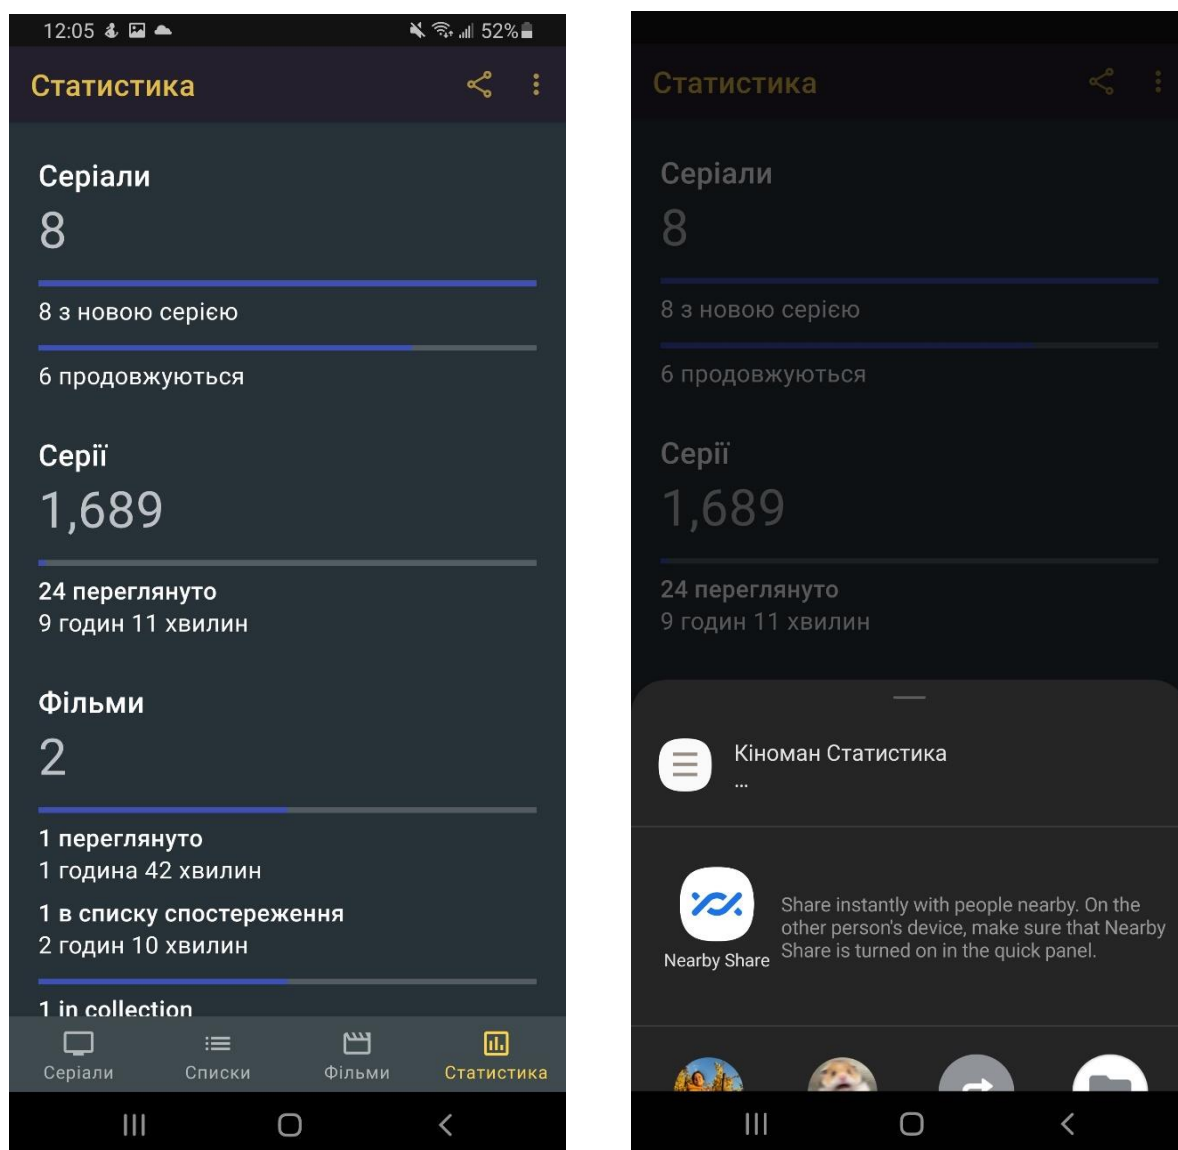 12:05
52%
Статистика
Серіали
8
8 з новою серією
6 продовжуються
Серії
1,689
24 переглянуто
9 годин 11 хвилин
Фільми
2
1 переглянуто
1 година 42 хвилин
1 в списку спостереження
2 годин 10 хвилин
1 in collection
Серіали
Списки
Фільми
Статистика
Статистика
Серіали
8
8 з новою серією
6 продовжуються
Серії
1,689
24 переглянуто
9 годин 11 хвилин
Кіноман Статистика
...
Nearby Share
Share instantly with people nearby. On the
other person's device, make sure that Nearby
Share is turned on in the quick panel.